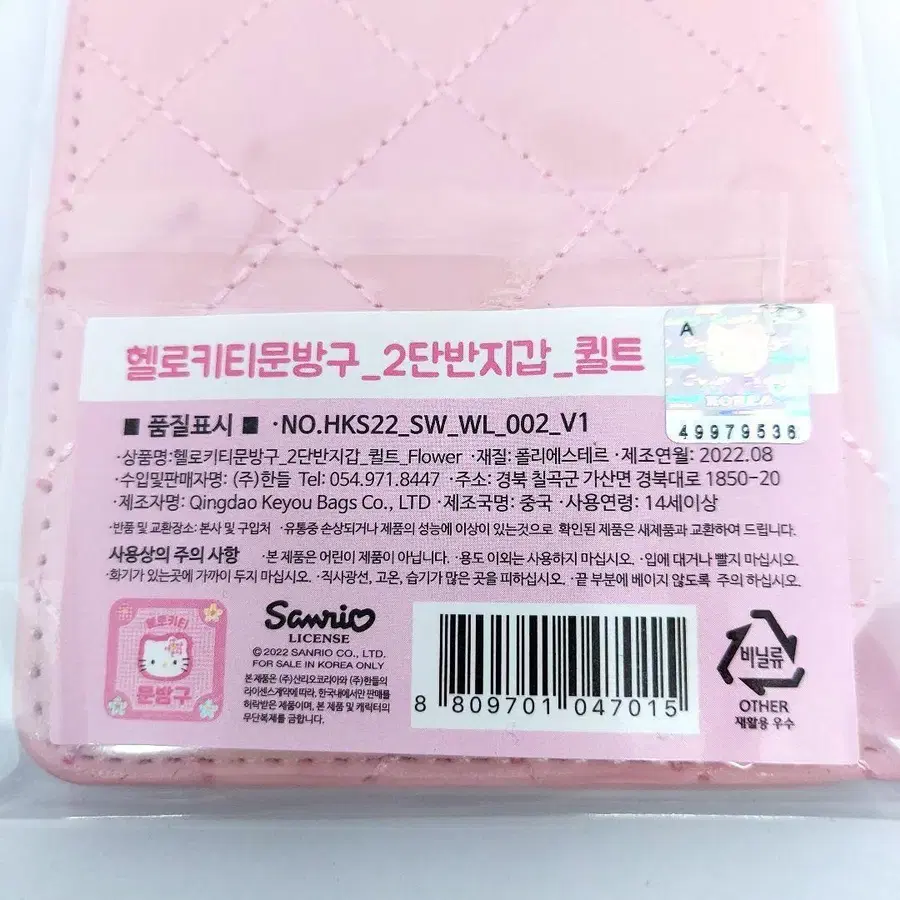 헬로키티문방구_2단반지갑_퀼트
A
KOREA
49979536
■ 품질표시 ■ ·NO.HKS22_SW_WL_002_V1
·상품명:헬로키티문방구_2단반지갑_퀼트_Flower ·재질: 폴리에스테르 ·제조연월: 2022.08
·수입및판매자명: (주)한들 Tel: 054.971.8447 ·주소: 경북 칠곡군 가산면 경북대로 1850-20
·제조자명: Qingdao Keyou Bags Co., LTD ·제조국명: 중국 ·사용연령: 14세이상
·반품 및 교환장소: 본사 및 구입처 ·유통중 손상되거나 제품의 성능에 이상이 있는것으로 확인된 제품은 새제품과 교환하여 드립니다.
사용상의 주의 사항 ·본 제품은 어린이 제품이 아닙니다. ·용도 이외는 사용하지 마십시오. ·입에 대거나 빨지 마십시오.
·화기가 있는곳에 가까이 두지 마십시오. ·직사광선, 고온, 습기가 많은 곳을 피하십시오. ·끝 부분에 베이지 않도록 주의 하십시오.
헬로키티
문방구
Sanrio
LICENSE
©2022 SANRIO CO., LTD.
FOR SALE IN KOREA ONLY
본 제품은 (주)산리오코리아와 (주)한들의
라이센스계약에 따라, 한국내에서만 판매를
허락받은 제품이며, 본 제품 및 캐릭터의
무단복제를 금합니다.
8 809701 047015
비닐류
OTHER
재활용 우수